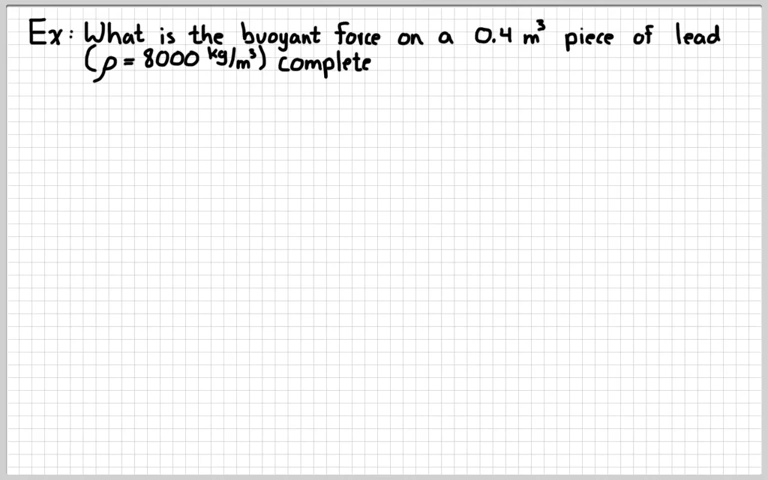 Ex: What is the buoyant force on a 0.4 m³ piece of lead
(ρ = 8000 kg/m³) complete